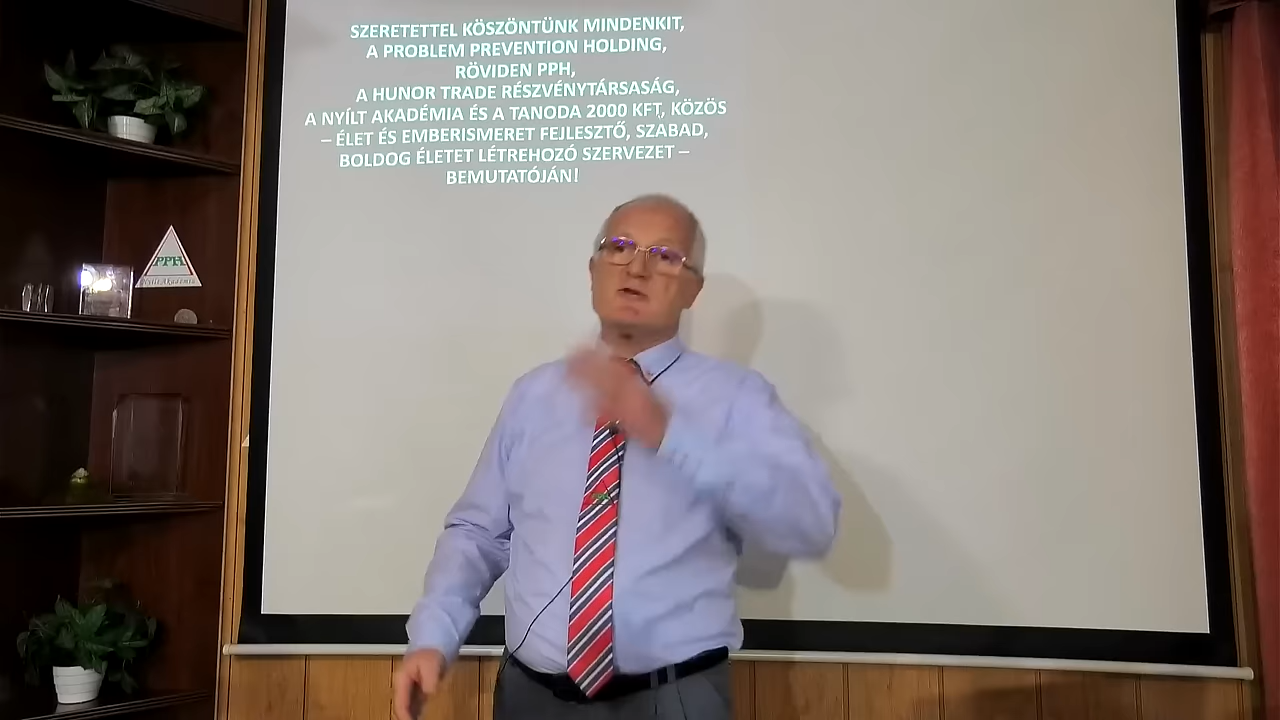 SZERETETTEL KÖSZÖNTÜNK MINDENKIT,
A PROBLEM PREVENTION HOLDING,
RÖVIDEN PPH,
A HUNOR TRADE RÉSZVÉNYTÁRSASÁG,
A NYÍLT AKADÉMIA ÉS A TANODA 2000 KFT, KÖZÖS
– ÉLET ÉS EMBERISMERET FEJLESZTŐ, SZABAD,
BOLDOG ÉLETET LÉTREHOZÓ SZERVEZET –
BEMUTATÓJÁN!
PPH